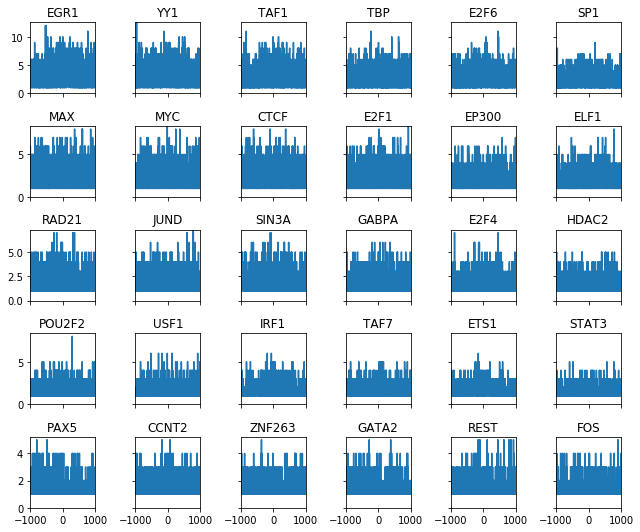 EGR1 YY1 TAF1 TBP E2F6 SP1
10
5
0
MAX MYC CTCF E2F1 EP300 ELF1
5
0
RAD21 JUND SIN3A GABPA E2F4 HDAC2
5.0
2.5
0.0
POU2F2 USF1 IRF1 TAF7 ETS1 STAT3
5
0
PAX5 CCNT2 ZNF263 GATA2 REST FOS
4
2
0
−1000 0 1000 −1000 0 1000 −1000 0 1000 −1000 0 1000 −1000 0 1000 −1000 0 1000